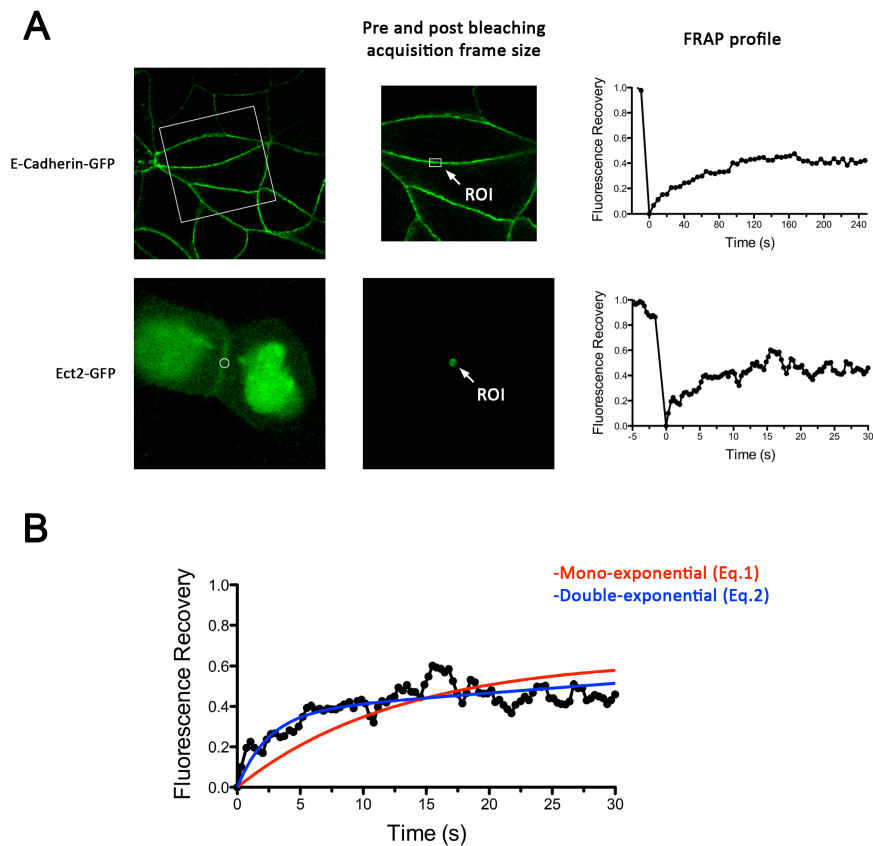 A
Pre and post bleaching
acquisition frame size
FRAP profile
E-Cadherin-GFP
ROI
Fluorescence Recovery
1.0
0.8
0.6
0.4
0.2
0.0
0 40 80 120 160 200 240
Time (s)
Ect2-GFP
ROI
Fluorescence Recovery
1.0
0.8
0.6
0.4
0.2
0.0
-5 0 5 10 15 20 25 30
Time (s)
B
-Mono-exponential (Eq.1)
-Double-exponential (Eq.2)
Fluorescence Recovery
1.0
0.8
0.6
0.4
0.2
0.0
0 5 10 15 20 25 30
Time (s)